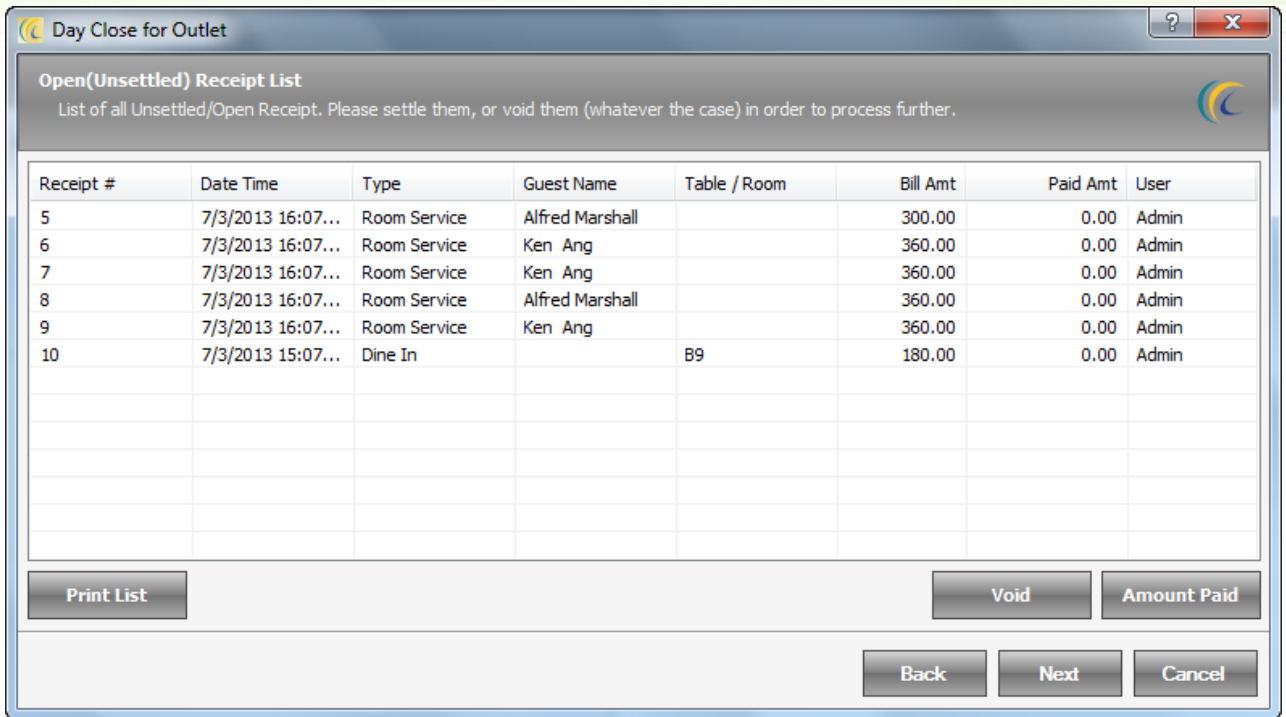 Day Close for Outlet
Open(Unsettled) Receipt List
List of all Unsettled/Open Receipt. Please settle them, or void them (whatever the case) in order to process further.
Receipt # Date Time Type Guest Name Table / Room Bill Amt Paid Amt User
5 7/3/2013 16:07... Room Service Alfred Marshall 300.00 0.00 Admin
6 7/3/2013 16:07... Room Service Ken Ang 360.00 0.00 Admin
7 7/3/2013 16:07... Room Service Ken Ang 360.00 0.00 Admin
8 7/3/2013 16:07... Room Service Alfred Marshall 360.00 0.00 Admin
9 7/3/2013 16:07... Room Service Ken Ang 360.00 0.00 Admin
10 7/3/2013 15:07... Dine In B9 180.00 0.00 Admin
Print List Void Amount Paid
Back Next Cancel